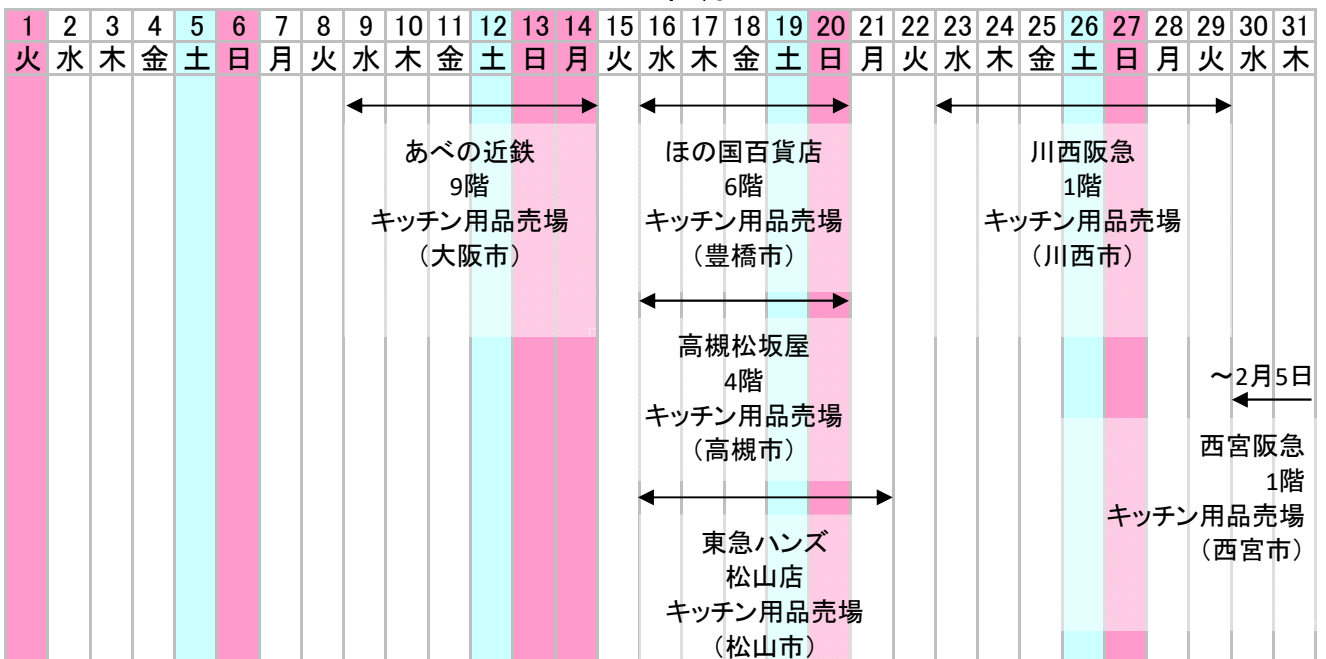 1 2 3 4 5 6 7 8 9 10 11 12 13 14 15 16 17 18 19 20 21 22 23 24 25 26 27 28 29 30 31
火 水 木 金 土 日 月 火 水 木 金 土 日 月 火 水 木 金 土 日 月 火 水 木 金 土 日 月 火 水 木
あべの近鉄
9階
キッチン用品売場
（大阪市）
ほの国百貨店
6階
キッチン用品売場
（豊橋市）
川西阪急
1階
キッチン用品売場
（川西市）
高槻松坂屋
4階
キッチン用品売場
（高槻市）
～2月5日
西宮阪急
1階
キッチン用品売場
（西宮市）
東急ハンズ
松山店
キッチン用品売場
（松山市）